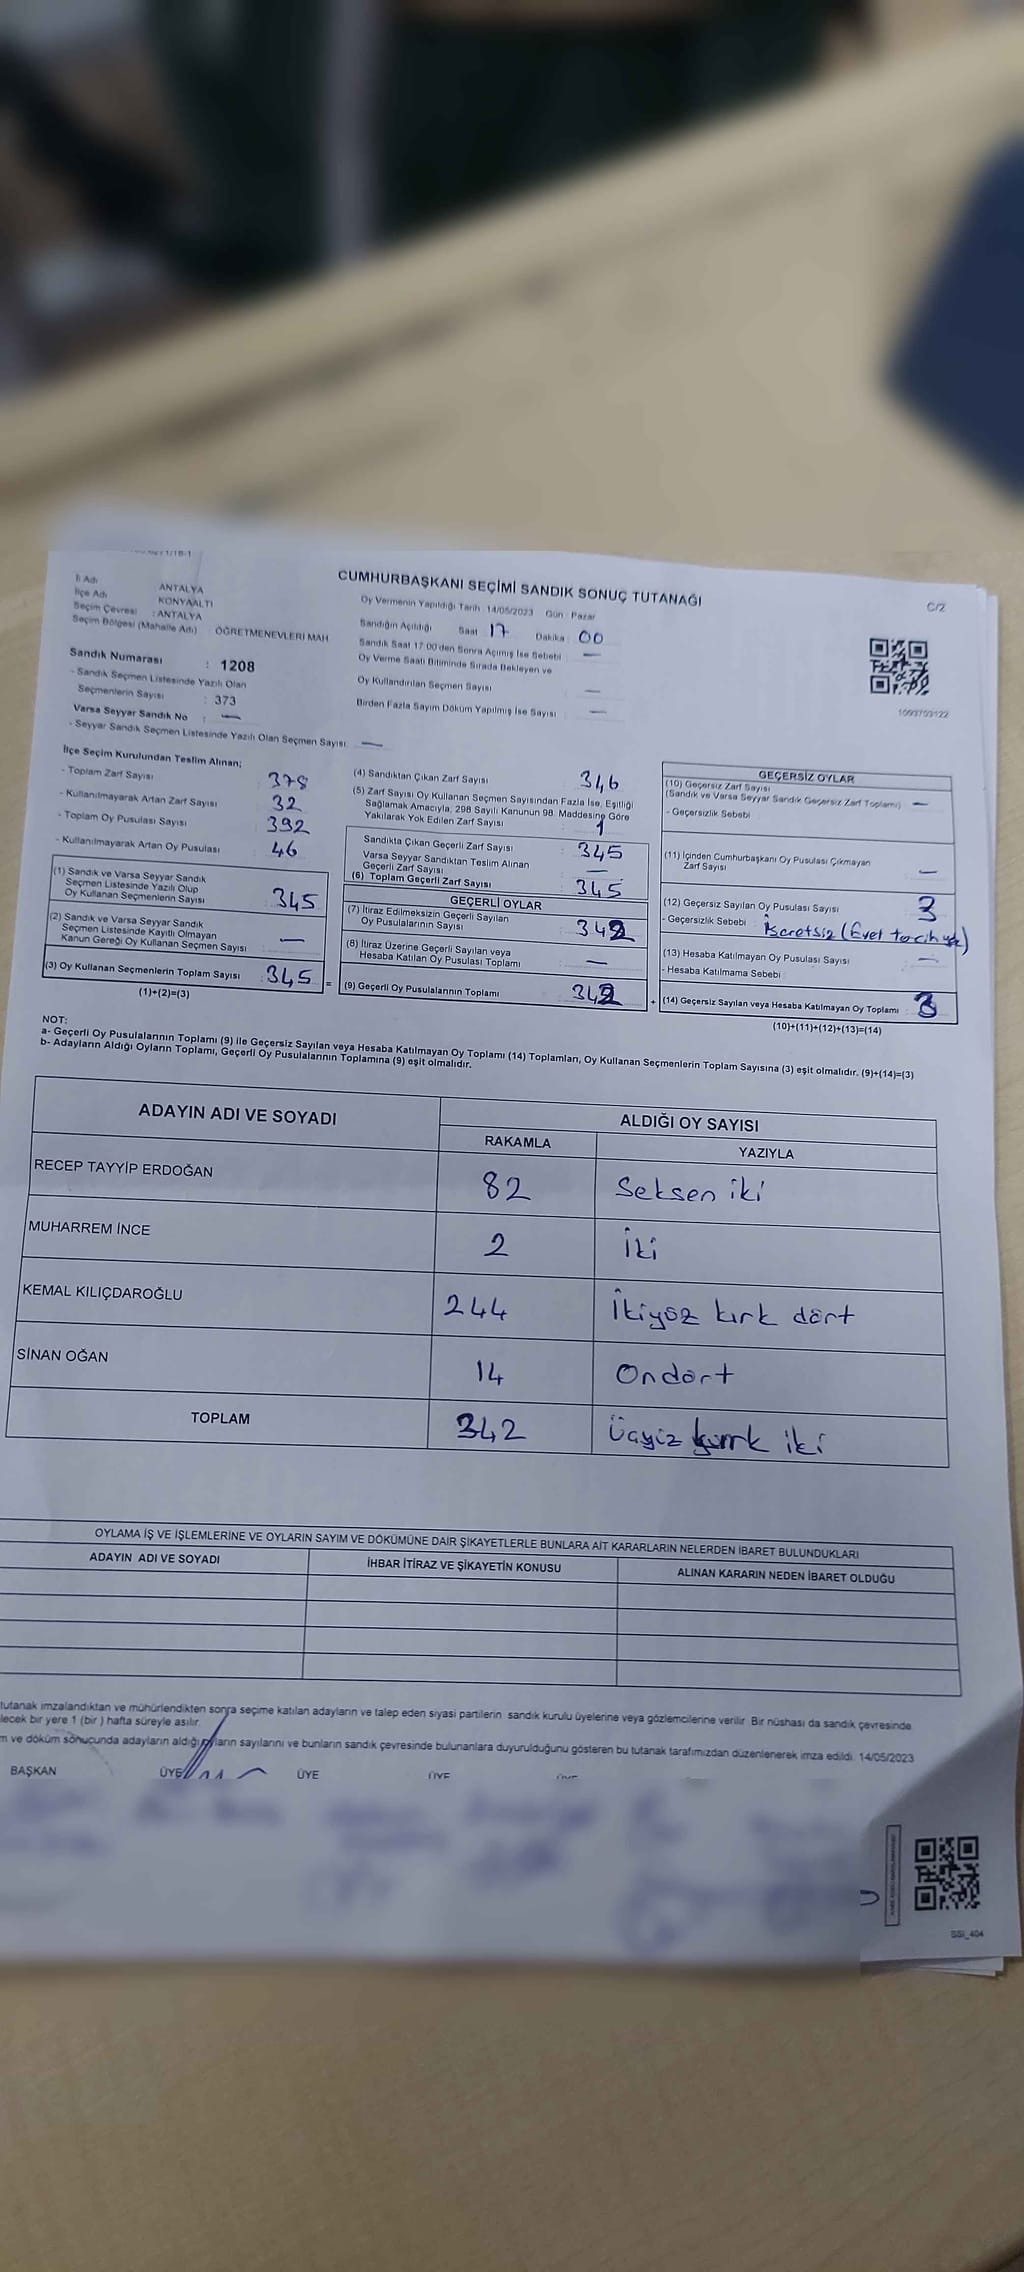 CUMHURBAŞKANI SEÇİMİ SANDIK SONUÇ TUTANAĞI
C/2
İl Adı ANTALYA
İlçe Adı KONYAALTI
Seçim Çevresi : ANTALYA
Seçim Bölgesi (Mahalle Adı) : ÖĞRETMENEVLERİ MAH.
Sandık Numarası : 1208
- Sandık Seçmen Listesinde Yazılı Olan
Seçmenlerin Sayısı : 373
Varsa Seyyar Sandık No : —
- Seyyar Sandık Seçmen Listesinde Yazılı Olan Seçmen Sayısı: —
Oy Vermenin Yapıldığı Tarih : 14/05/2023 Gün : Pazar
Sandığın Açıldığı Saat : 17 Dakika : 00
Sandık Saat 17:00'den Sonra Açılmış İse Sebebi : —
Oy Verme Saati Bitiminde Sırada Bekleyen ve
Oy Kullandırılan Seçmen Sayısı : —
Birden Fazla Sayım Döküm Yapılmış İse Sayısı : —
1093703122
İlçe Seçim Kurulundan Teslim Alınan;
- Toplam Zarf Sayısı : 378
- Kullanılmayarak Artan Zarf Sayısı : 32
- Toplam Oy Pusulası Sayısı : 392
- Kullanılmayarak Artan Oy Pusulası : 46
(1) Sandık ve Varsa Seyyar Sandık
Seçmen Listesinde Yazılı Olup
Oy Kullanan Seçmenlerin Sayısı : 345
(2) Sandık ve Varsa Seyyar Sandık
Seçmen Listesinde Kayıtlı Olmayan
Kanun Gereği Oy Kullanan Seçmen Sayısı : —
(3) Oy Kullanan Seçmenlerin Toplam Sayısı : 345
(1)+(2)=(3)
(4) Sandıktan Çıkan Zarf Sayısı : 346
(5) Zarf Sayısı Oy Kullanan Seçmen Sayısından Fazla İse, Eşitliği
Sağlamak Amacıyla, 298 Sayılı Kanunun 98. Maddesine Göre
Yakılarak Yok Edilen Zarf Sayısı : 1
Sandıkta Çıkan Geçerli Zarf Sayısı : 345
Varsa Seyyar Sandıktan Teslim Alınan
Geçerli Zarf Sayısı : —
(6) Toplam Geçerli Zarf Sayısı : 345
GEÇERLİ OYLAR
(7) İtiraz Edilmeksizin Geçerli Sayılan
Oy Pusulalarının Sayısı : 342
(8) İtiraz Üzerine Geçerli Sayılan veya
Hesaba Katılan Oy Pusulası Toplamı : —
= (9) Geçerli Oy Pusulalarının Toplamı : 342
GEÇERSİZ OYLAR
(10) Geçersiz Zarf Sayısı
(Sandık ve Varsa Seyyar Sandık Geçersiz Zarf Toplamı) : —
- Geçersizlik Sebebi :
(11) İçinden Cumhurbaşkanı Oy Pusulası Çıkmayan
Zarf Sayısı : —
(12) Geçersiz Sayılan Oy Pusulası Sayısı : 3
- Geçersizlik Sebebi : İşaretsiz (Evet tercih yok)
(13) Hesaba Katılmayan Oy Pusulası Sayısı : —
- Hesaba Katılmama Sebebi :
+ (14) Geçersiz Sayılan veya Hesaba Katılmayan Oy Toplamı : 3
(10)+(11)+(12)+(13)=(14)
NOT:
a- Geçerli Oy Pusulalarının Toplamı (9) ile Geçersiz Sayılan veya Hesaba Katılmayan Oy Toplamı (14) Toplamları, Oy Kullanan Seçmenlerin Toplam Sayısına (3) eşit olmalıdır. (9)+(14)=(3)
b- Adayların Aldığı Oyların Toplamı, Geçerli Oy Pusulalarının Toplamına (9) eşit olmalıdır.
ADAYIN ADI VE SOYADI ALDIĞI OY SAYISI
RAKAMLA YAZIYLA
RECEP TAYYİP ERDOĞAN 82 Seksen iki
MUHARREM İNCE 2 İki
KEMAL KILIÇDAROĞLU 244 İkiyüz kırk dört
SİNAN OĞAN 14 Ondört
TOPLAM 342 Üçyüz kırk iki
OYLAMA İŞ VE İŞLEMLERİNE VE OYLARIN SAYIM VE DÖKÜMÜNE DAİR ŞİKAYETLERLE BUNLARA AİT KARARLARIN NELERDEN İBARET BULUNDUKLARI
ADAYIN ADI VE SOYADI İHBAR İTİRAZ VE ŞİKAYETİN KONUSU ALINAN KARARIN NEDEN İBARET OLDUĞU
tutanak imzalandıktan ve mühürlendikten sonra seçime katılan adayların ve talep eden siyasi partilerin sandık kurulu üyelerine veya gözlemcilerine verilir. Bir nüshası da sandık çevresinde
lecek bir yere 1 (bir) hafta süreyle asılır.
m ve döküm sonucunda adayların aldığı oyların sayılarını ve bunların sandık çevresinde bulunanlara duyurulduğunu gösteren bu tutanak tarafımızdan düzenlenerek imza edildi. 14/05/2023
BAŞKAN ÜYE ÜYE ÜYE ÜYE
SSI_404